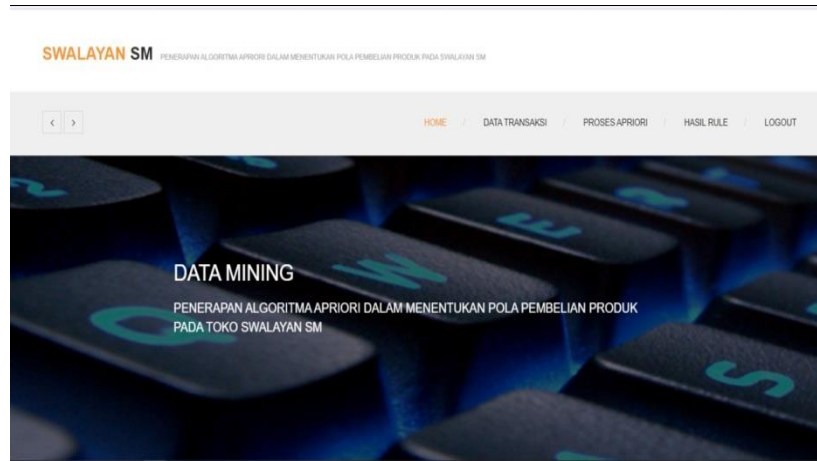 SWALAYAN SM PENERAPAN ALGORITMA APRIORI DALAM MENENTUKAN POLA PEMBELIAN PRODUK PADA SWALAYAN SM
< > HOME / DATA TRANSAKSI / PROSES APRIORI / HASIL RULE / LOGOUT
2
Q W E R
S
DATA MINING
PENERAPAN ALGORITMA APRIORI DALAM MENENTUKAN POLA PEMBELIAN PRODUK
PADA TOKO SWALAYAN SM